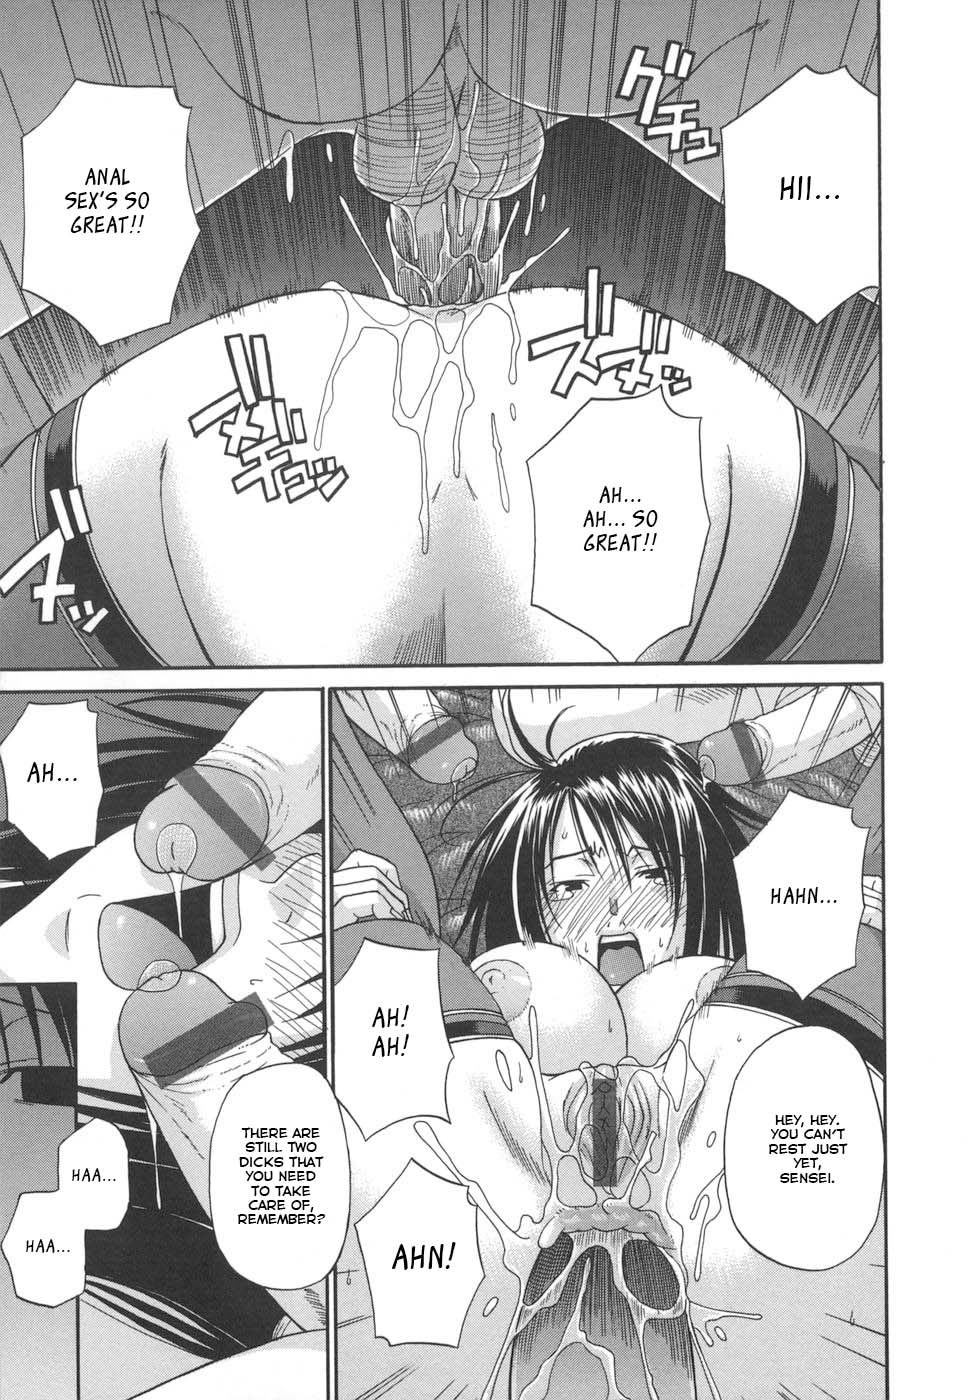 HII...
グチュ
ANAL
SEX'S SO
GREAT!!
ズブッ
AH...
AH... SO
GREAT!!
HAHN...
HEY, HEY.
YOU CAN'T
REST JUST
YET,
SENSEI.
AH!
AH!
AHN!
AH...
THERE ARE
STILL TWO
DICKS THAT
YOU NEED
TO TAKE
CARE OF,
REMEMBER?
HAA...
HAA...